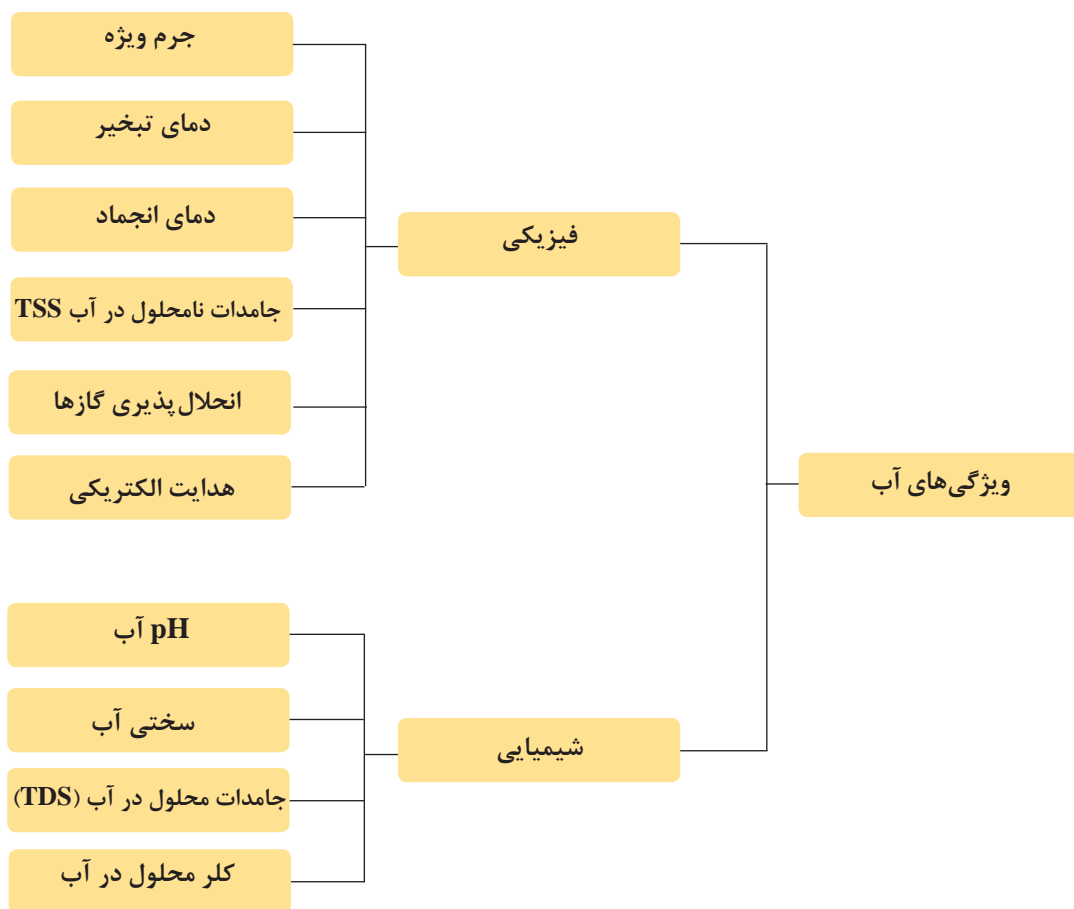 ویژگی‌های آب
فیزیکی
جرم ویژه
دمای تبخیر
دمای انجماد
جامدات نامحلول در آب TSS
انحلال‌پذیری گازها
هدایت الکتریکی
شیمیایی
pH آب
سختی آب
جامدات محلول در آب (TDS)
کلر محلول در آب